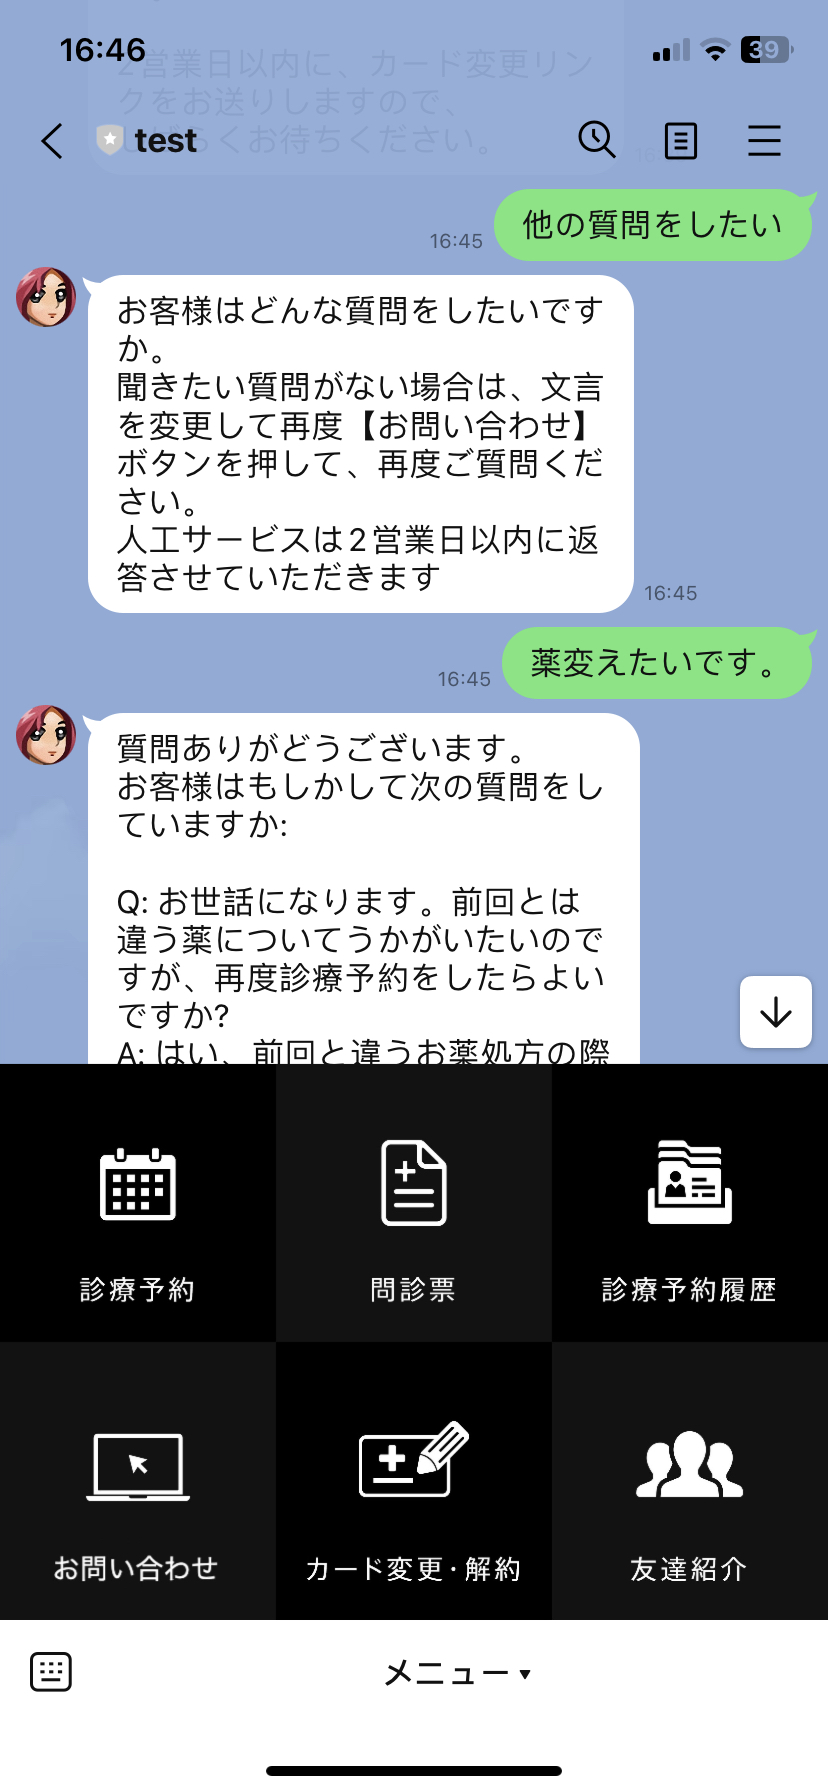 16:46
39
2営業日以内に、カード変更リン
クをお送りしますので、
くお待ちください。
test
他の質問をしたい
16:45
お客様はどんな質問をしたいです
か。
聞きたい質問がない場合は、文言
を変更して再度【お問い合わせ】
ボタンを押して、再度ご質問くだ
さい。
人工サービスは2営業日以内に返
答させていただきます
16:45
薬変えたいです。
16:45
質問ありがどうございます。
お客様はもしかして次の質問をし
ていますか:
Q: お世話になります。前回とは
違う薬についてうかがいたいので
すが、再度診療予約をしたらよい
ですか?
A: はい、前回と違うお薬処方の際
診療予約
問診票
診療予約履歴
お問い合わせ
カード変更・解約
友達紹介
メニュー ▾